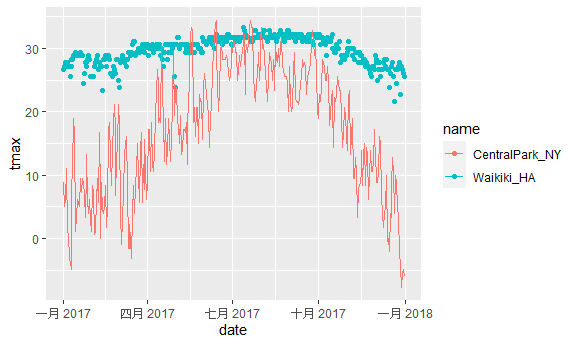 30
20
10
0
tmax
一月 2017
四月 2017
七月 2017
十月 2017
一月 2018
date
name
CentralPark_NY
Waikiki_HA